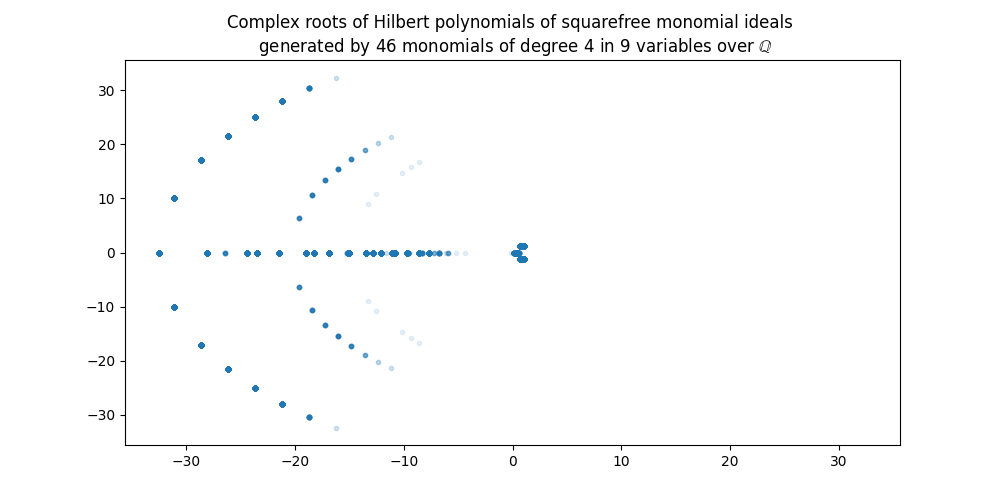 Complex roots of Hilbert polynomials of squarefree monomial ideals
generated by 46 monomials of degree 4 in 9 variables over ℚ
30
20
10
0
−10
−20
−30
−30 −20 −10 0 10 20 30